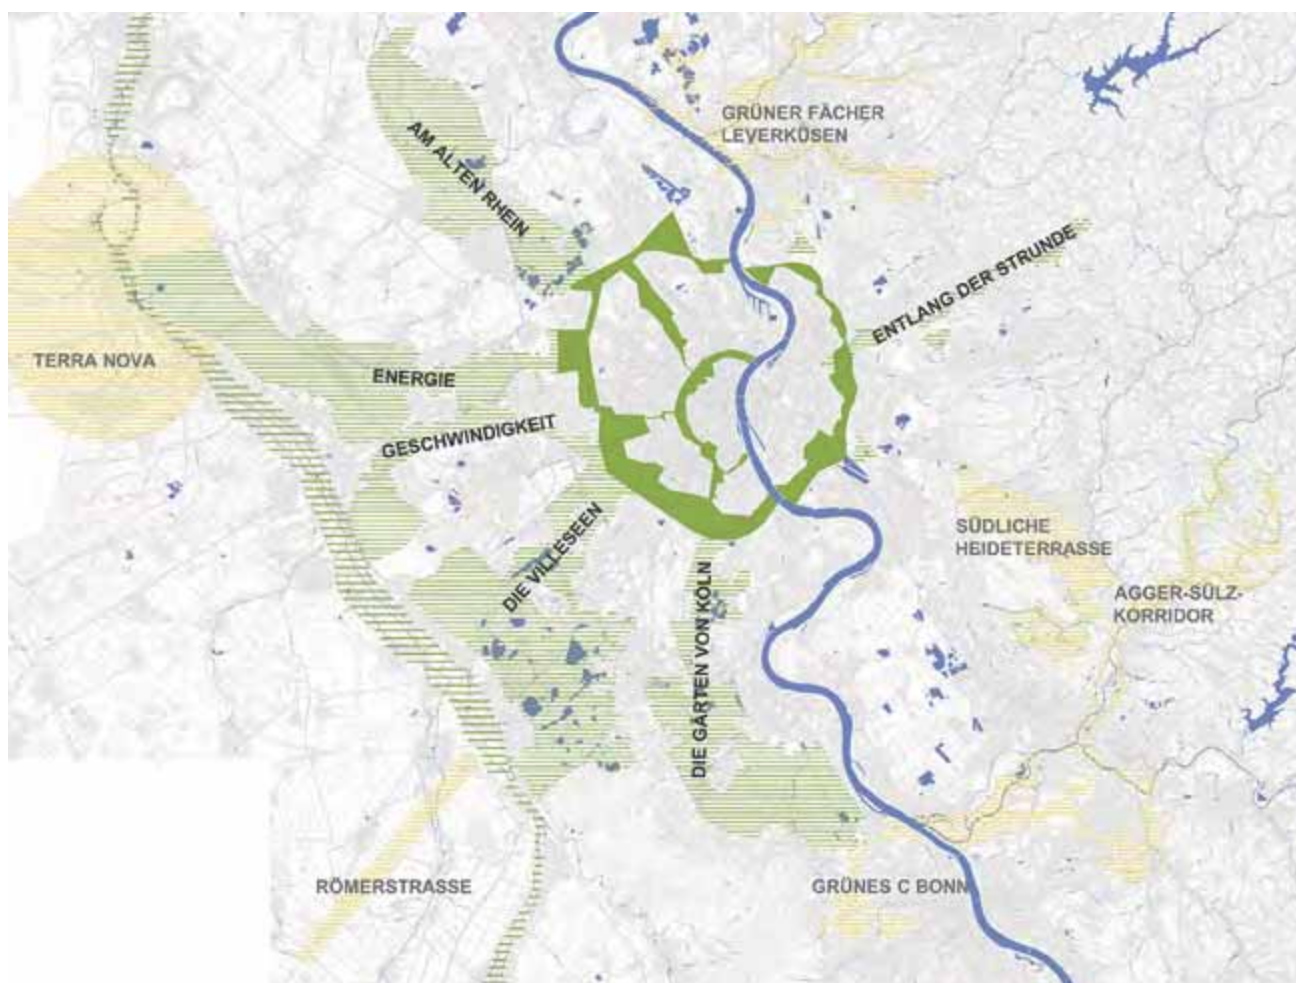 GRÜNER FÄCHER
LEVERKÜSEN
AM ALTEN RHEIN
ENTLANG DER STRUNDE
TERRA NOVA
ENERGIE
GESCHWINDIGKEIT
DIE VILLESEEN
DIE GÄRTEN VON KÖLN
SÜDLICHE
HEIDETERRASSE
AGGER-SÜLZ-
KORRIDOR
RÖMERSTRASSE
GRÜNES C BONN